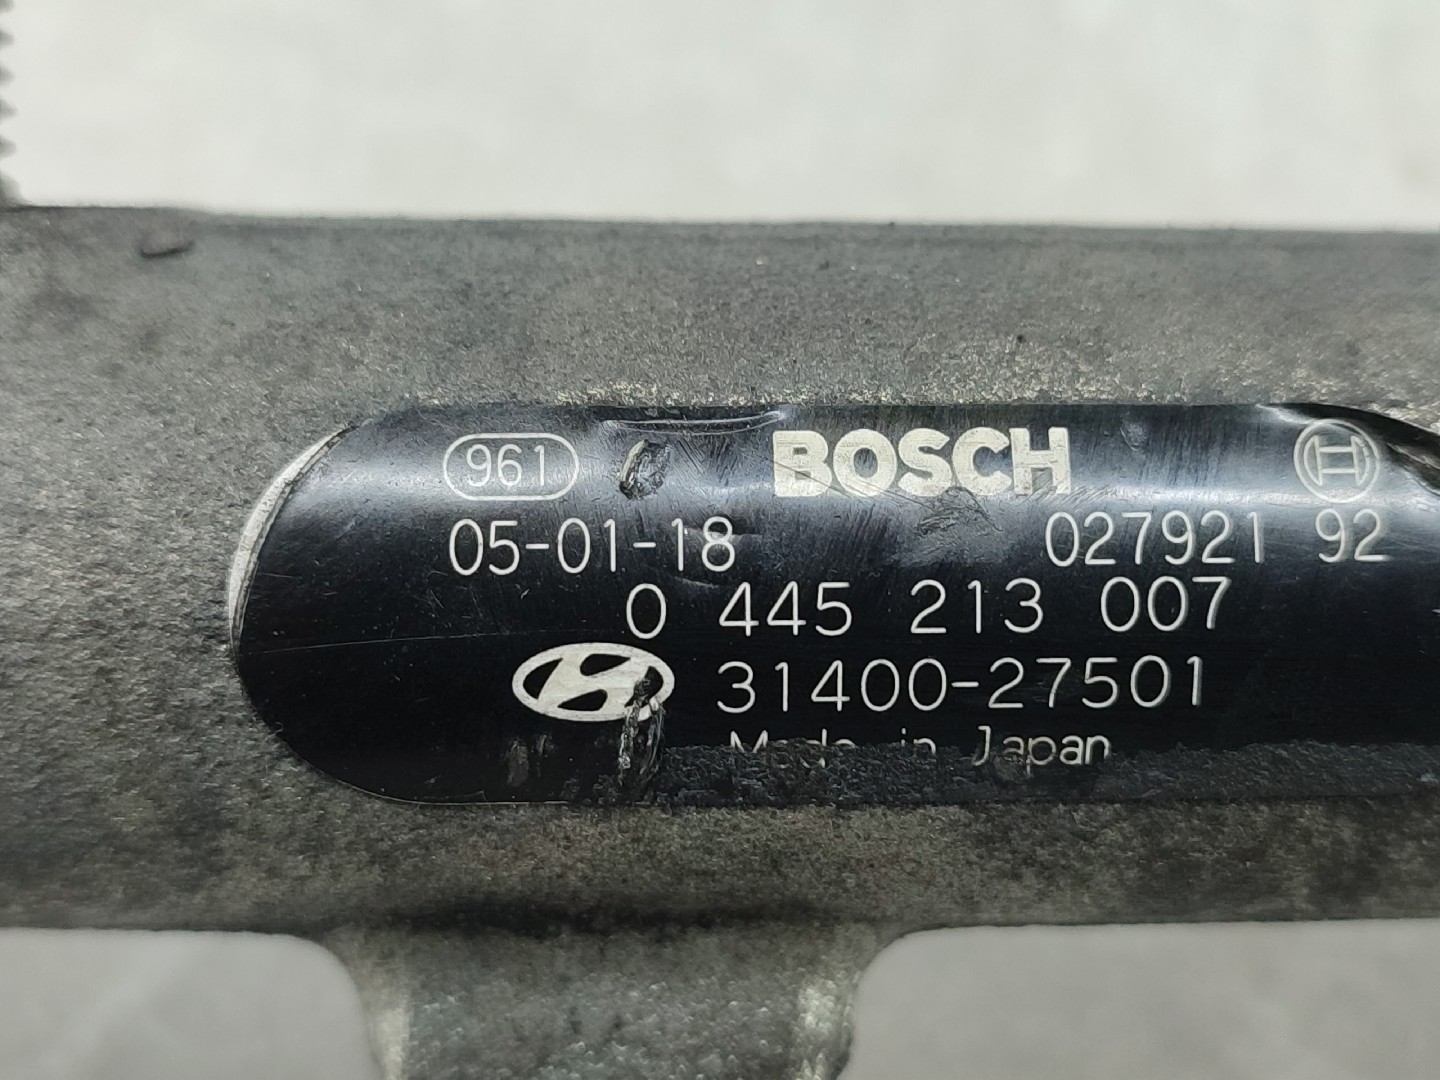 961 BOSCH
05-01-18 027921 92
0 445 213 007
31400-27501
Made in Japan